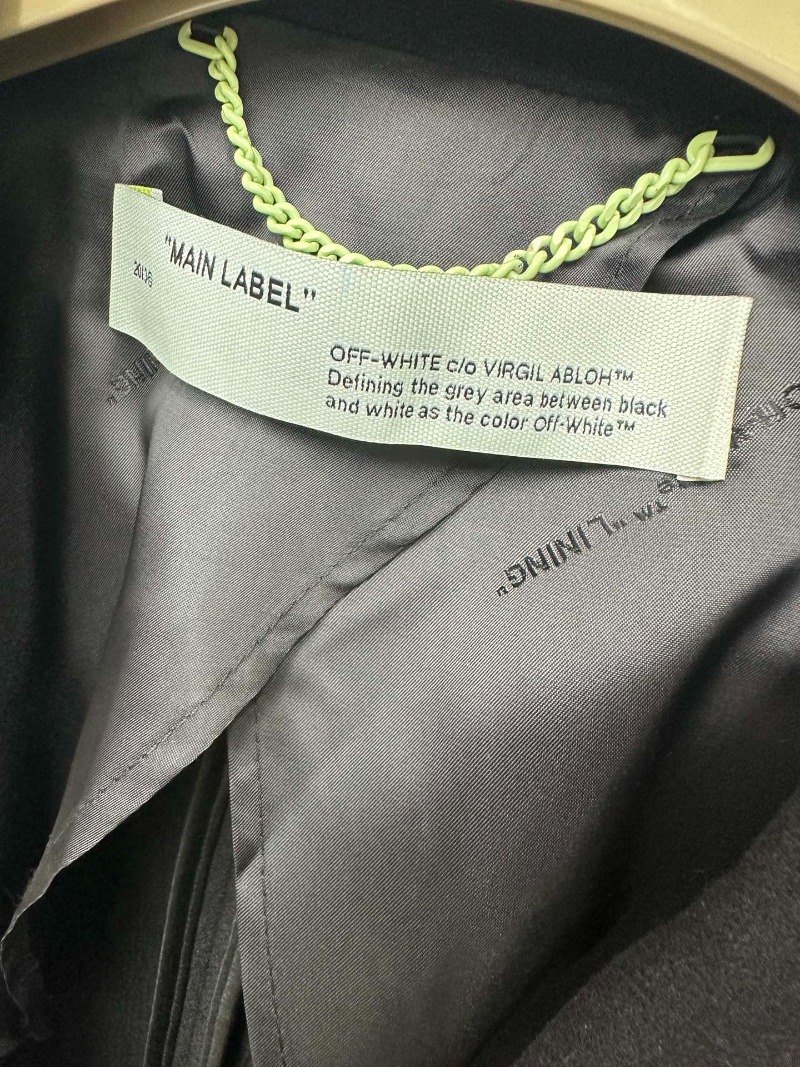 "MAIN LABEL"
OFF-WHITE c/o VIRGIL ABLOH™
Defining the grey area between black
and white as the color Off-White™
"LINING"